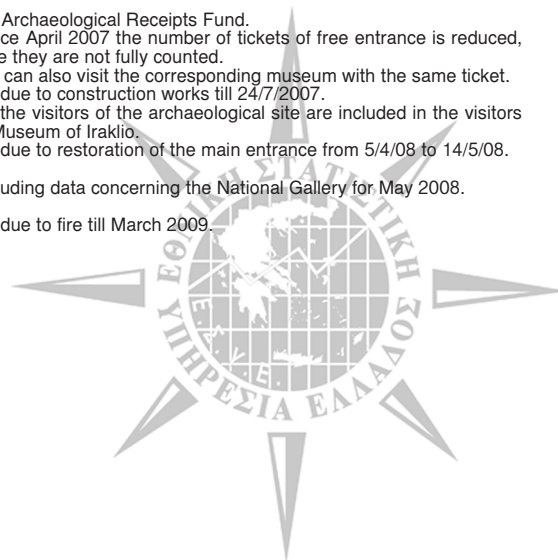 Archaeological Receipts Fund.
ce April 2007 the number of tickets of free entrance is reduced,
e they are not fully counted.
can also visit the corresponding museum with the same ticket.
due to construction works till 24/7/2007.
the visitors of the archaeological site are included in the visitors
Museum of Iraklio.
due to restoration of the main entrance from 5/4/08 to 14/5/08.
uding data concerning the National Gallery for May 2008.
due to fire till March 2009.
ΕΘΝΙΚΗ ΣΤΑΤΙΣΤΙΚΗ
ΥΠΗΡΕΣΙΑ ΕΛΛΑΔΟΣ
Ε.Σ.Υ.Ε.